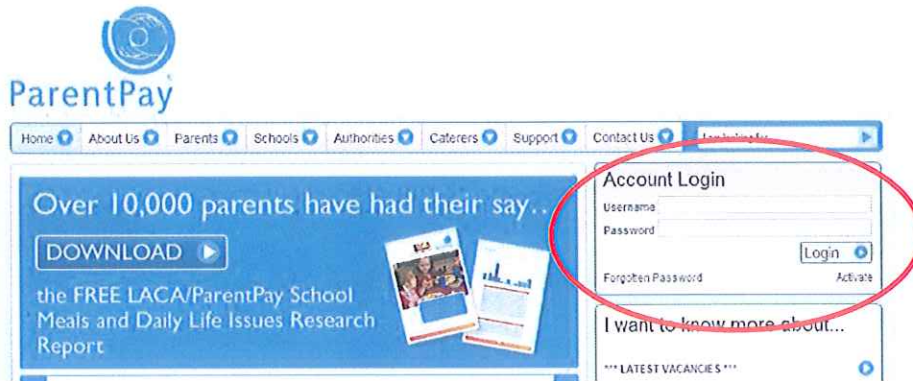 ParentPay
Home About Us Parents Schools Authorities Caterers Support Contact Us
Over 10,000 parents have had their say..
DOWNLOAD
the FREE LACA/ParentPay School
Meals and Daily Life Issues Research
Report
Account Login
Username
Password
Login
Forgotten Password Activate
I want to know more about...
*** LATEST VACANCIES ***